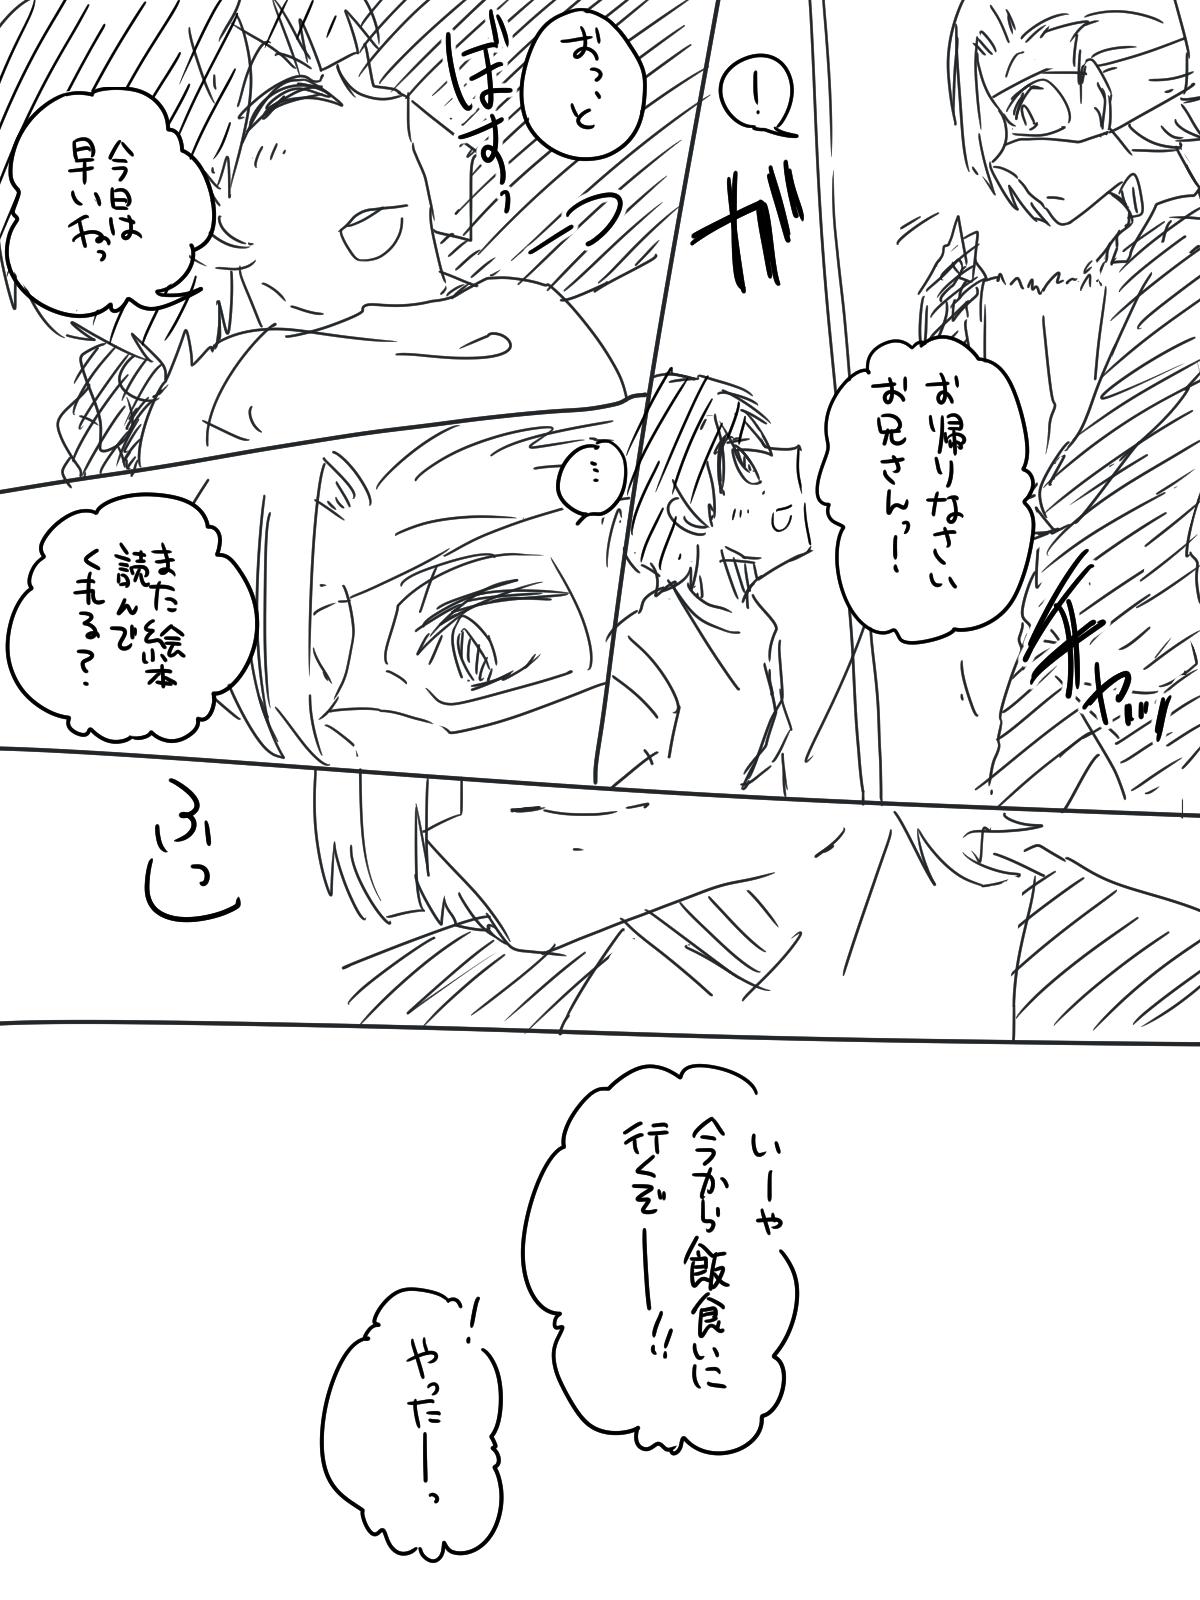 ガチャッ
!
ガバ
お帰りなさい
お兄さんっ!
おっ、と
ぼすっ
っ
今日は
早いねっ
…
また絵本
読んで
くれる?
ふっ
いーや
今から飯食いに
行くぞー!!
!
やったーっ